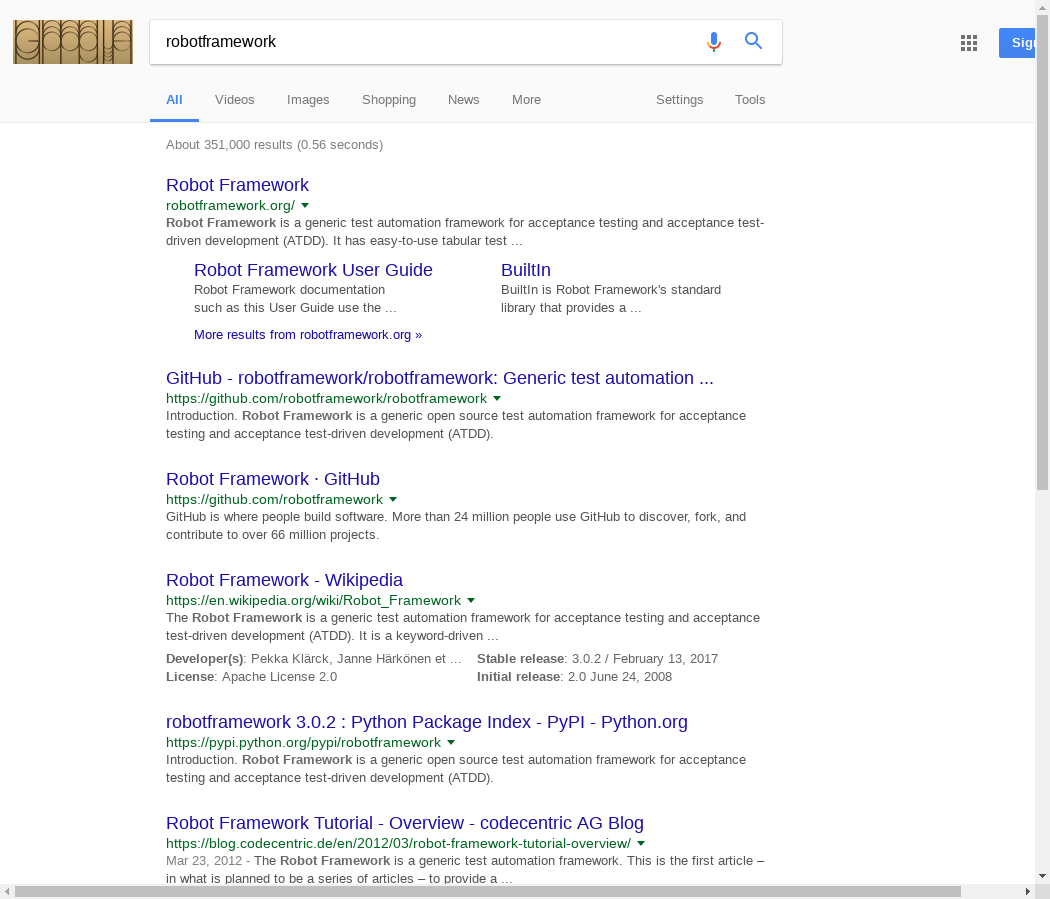 robotframework
Sign
All Videos Images Shopping News More Settings Tools
About 351,000 results (0.56 seconds)
Robot Framework
robotframework.org/
Robot Framework is a generic test automation framework for acceptance testing and acceptance test-
driven development (ATDD). It has easy-to-use tabular test ...
Robot Framework User Guide
Robot Framework documentation
such as this User Guide use the ...
BuiltIn
BuiltIn is Robot Framework's standard
library that provides a ...
More results from robotframework.org »
GitHub - robotframework/robotframework: Generic test automation ...
https://github.com/robotframework/robotframework
Introduction. Robot Framework is a generic open source test automation framework for acceptance
testing and acceptance test-driven development (ATDD).
Robot Framework · GitHub
https://github.com/robotframework
GitHub is where people build software. More than 24 million people use GitHub to discover, fork, and
contribute to over 66 million projects.
Robot Framework - Wikipedia
https://en.wikipedia.org/wiki/Robot_Framework
The Robot Framework is a generic test automation framework for acceptance testing and acceptance
test-driven development (ATDD). It is a keyword-driven ...
Developer(s): Pekka Klärck, Janne Härkönen et ... Stable release: 3.0.2 / February 13, 2017
License: Apache License 2.0 Initial release: 2.0 June 24, 2008
robotframework 3.0.2 : Python Package Index - PyPI - Python.org
https://pypi.python.org/pypi/robotframework
Introduction. Robot Framework is a generic open source test automation framework for acceptance
testing and acceptance test-driven development (ATDD).
Robot Framework Tutorial - Overview - codecentric AG Blog
https://blog.codecentric.de/en/2012/03/robot-framework-tutorial-overview/
Mar 23, 2012 - The Robot Framework is a generic test automation framework. This is the first article –
in what is planned to be a series of articles – to provide a ...